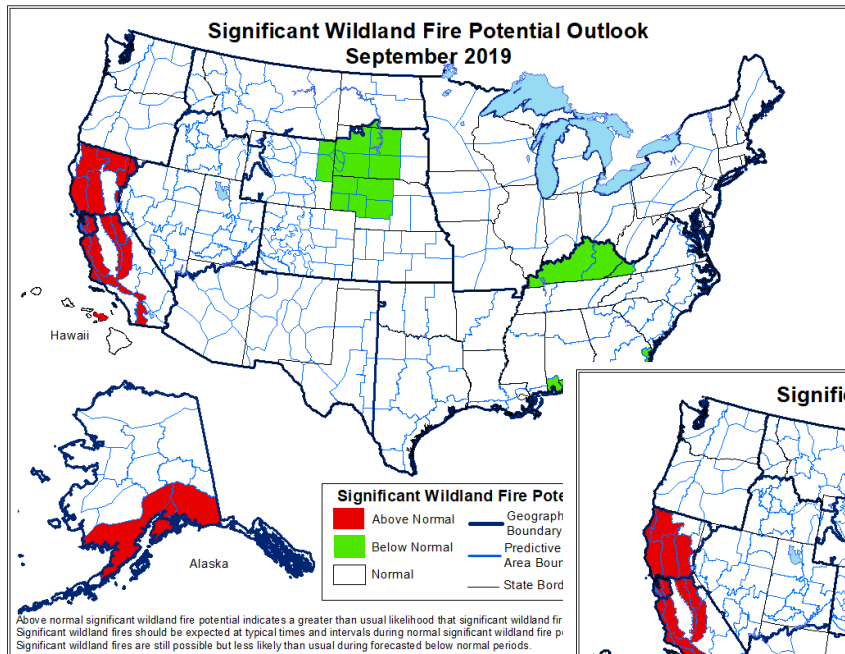 Significant Wildland Fire Potential Outlook
September 2019
Hawaii
Alaska
Significant Wildland Fire Pote
Above Normal
Below Normal
Normal
Geograph
Boundary
Predictive
Area Boun
State Bord
Above normal significant wildland fire potential indicates a greater than usual likelihood that significant wildland fir
Significant wildland fires should be expected at typical times and intervals during normal significant wildland fire po
Significant wildland fires are still possible but less likely than usual during forecasted below normal periods.
Signific